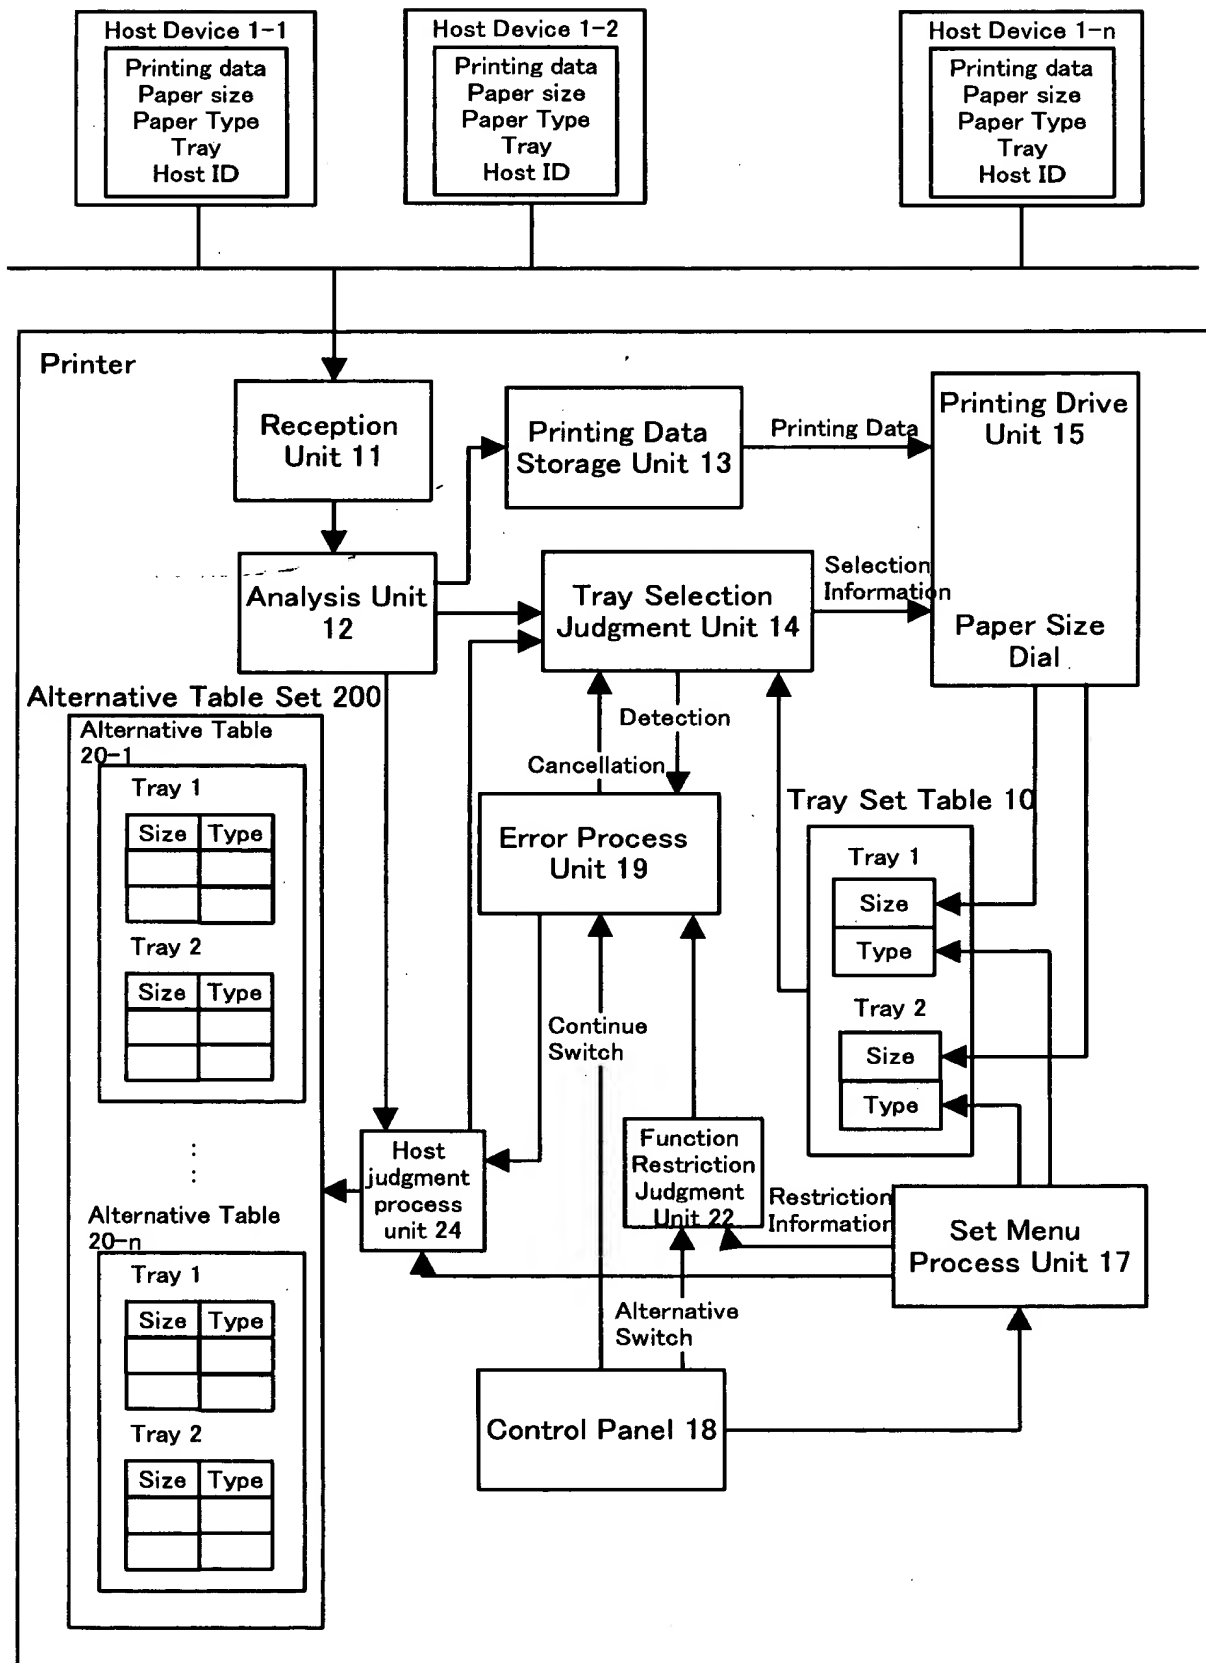 Host Device 1-1
Printing data
Paper size
Paper Type
Tray
Host ID
Host Device 1-2
Printing data
Paper size
Paper Type
Tray
Host ID
Host Device 1-n
Printing data
Paper size
Paper Type
Tray
Host ID
Printer
Reception
Unit 11
Printing Data
Storage Unit 13
Printing Data
Printing Drive
Unit 15
Paper Size
Dial
Analysis Unit
12
Tray Selection
Judgment Unit 14
Selection
Information
Alternative Table Set 200
Alternative Table
20-1
Tray 1
Size Type
Tray 2
Size Type
Alternative Table
20-n
Tray 1
Size Type
Tray 2
Size Type
Cancellation
Detection
Error Process
Unit 19
Tray Set Table 10
Tray 1
Size
Type
Tray 2
Size
Type
Continue
Switch
Host
judgment
process
unit 24
Function
Restriction
Judgment
Unit 22
Restriction
Information
Set Menu
Process Unit 17
Alternative
Switch
Control Panel 18